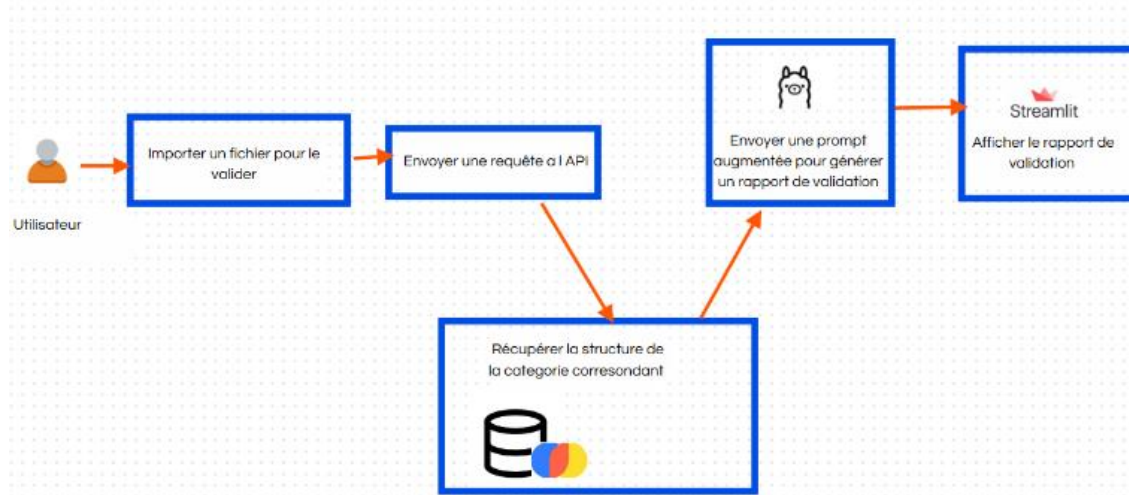 Utilisateur
Importer un fichier pour le
valider
Envoyer une requête a l API
Récupérer la structure de
la categorie corresondant
Envoyer une prompt
augmentée pour générer
un rapport de validation
Streamlit
Afficher le rapport de
validation